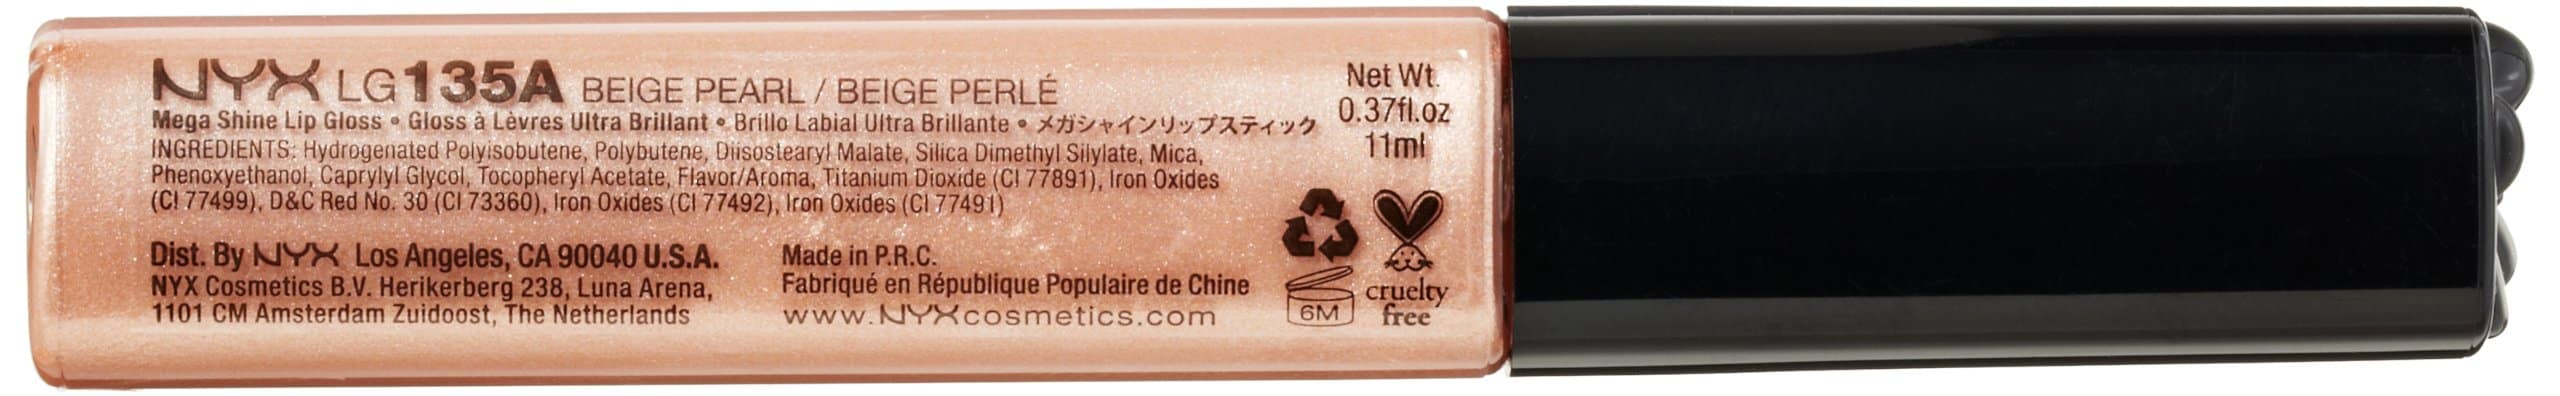 NYX LG135A BEIGE PEARL / BEIGE PERLÉ
Mega Shine Lip Gloss • Gloss à Lèvres Ultra Brillant • Brillo Labial Ultra Brillante • メガシャインリップスティック
INGREDIENTS: Hydrogenated Polyisobutene, Polybutene, Diisostearyl Malate, Silica Dimethyl Silylate, Mica,
Phenoxyethanol, Caprylyl Glycol, Tocopheryl Acetate, Flavor/Aroma, Titanium Dioxide (CI 77891), Iron Oxides
(CI 77499), D&C Red No. 30 (CI 73360), Iron Oxides (CI 77492), Iron Oxides (CI 77491)
Dist. By NYX Los Angeles, CA 90040 U.S.A.
NYX Cosmetics B.V. Herikerberg 238, Luna Arena,
1101 CM Amsterdam Zuidoost, The Netherlands
Made in P.R.C.
Fabriqué en République Populaire de Chine
www.NYXcosmetics.com
Net Wt.
0.37fl.oz
11ml
6M
cruelty
free